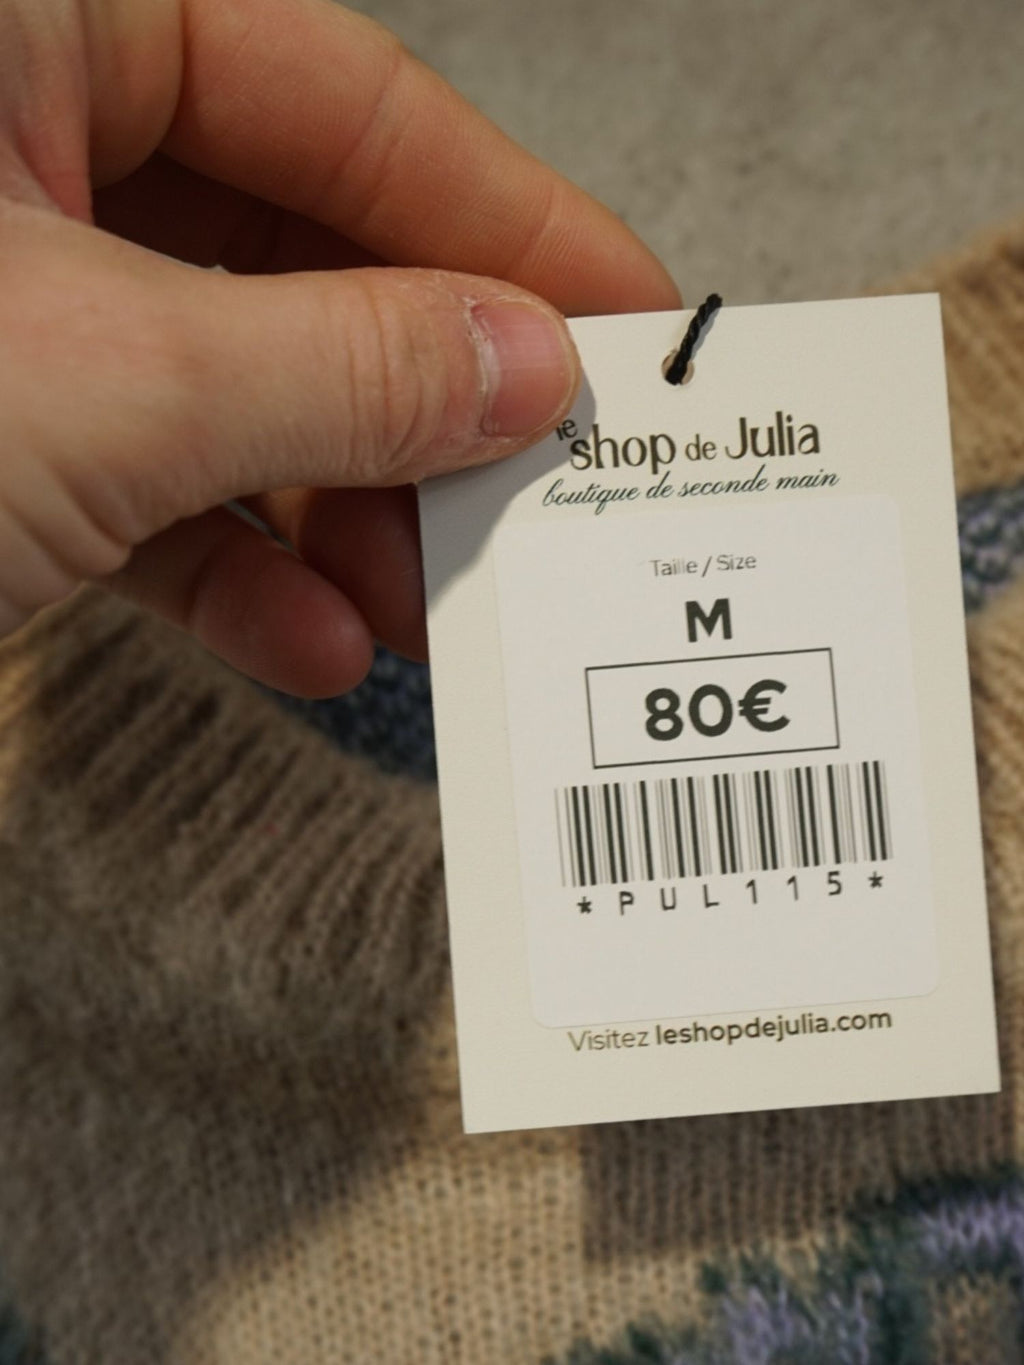 le shop de Julia
boutique de seconde main
Taille / Size
M
80€
*PUL115*
Visitez leshopdejulia.com